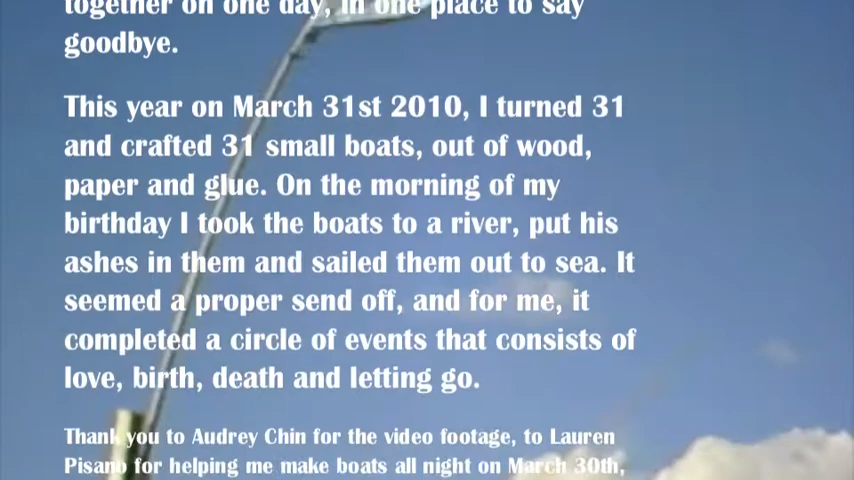 together on one day, in one place to say
goodbye.
This year on March 31st 2010, I turned 31
and crafted 31 small boats, out of wood,
paper and glue. On the morning of my
birthday I took the boats to a river, put his
ashes in them and sailed them out to sea. It
seemed a proper send off, and for me, it
completed a circle of events that consists of
love, birth, death and letting go.
Thank you to Audrey Chin for the video footage, to Lauren
Pisano for helping me make boats all night on March 30th,